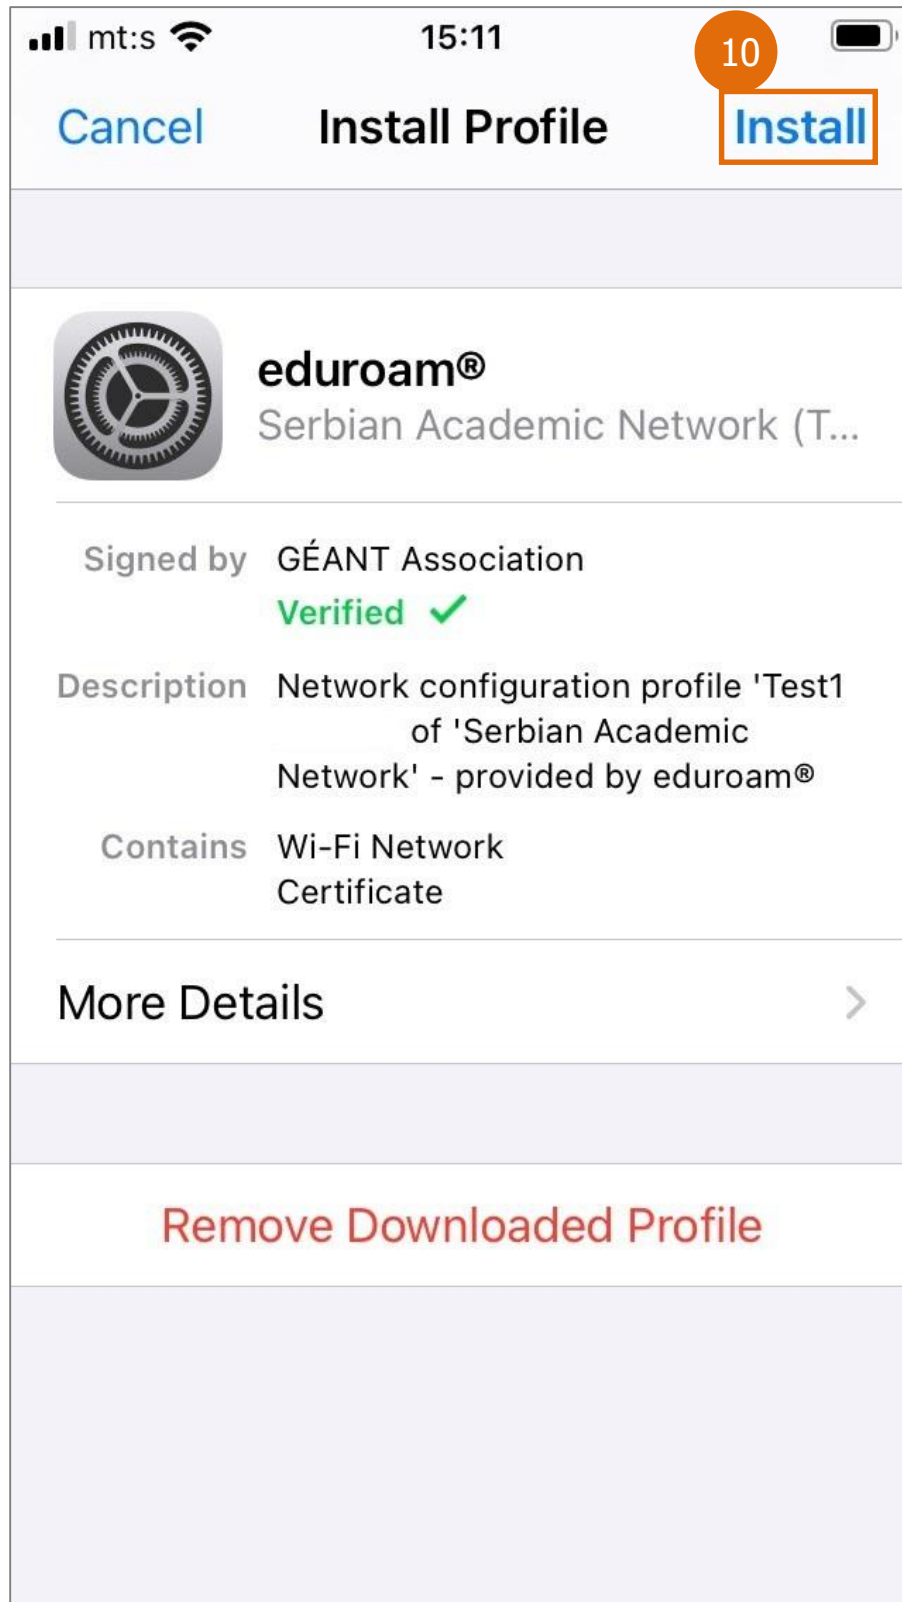 mt:s 15:11
10
Cancel Install Profile Install
eduroam®
Serbian Academic Network (T...
Signed by GÉANT Association
Verified ✓
Description Network configuration profile 'Test1
of 'Serbian Academic
Network' - provided by eduroam®
Contains Wi-Fi Network
Certificate
More Details
Remove Downloaded Profile